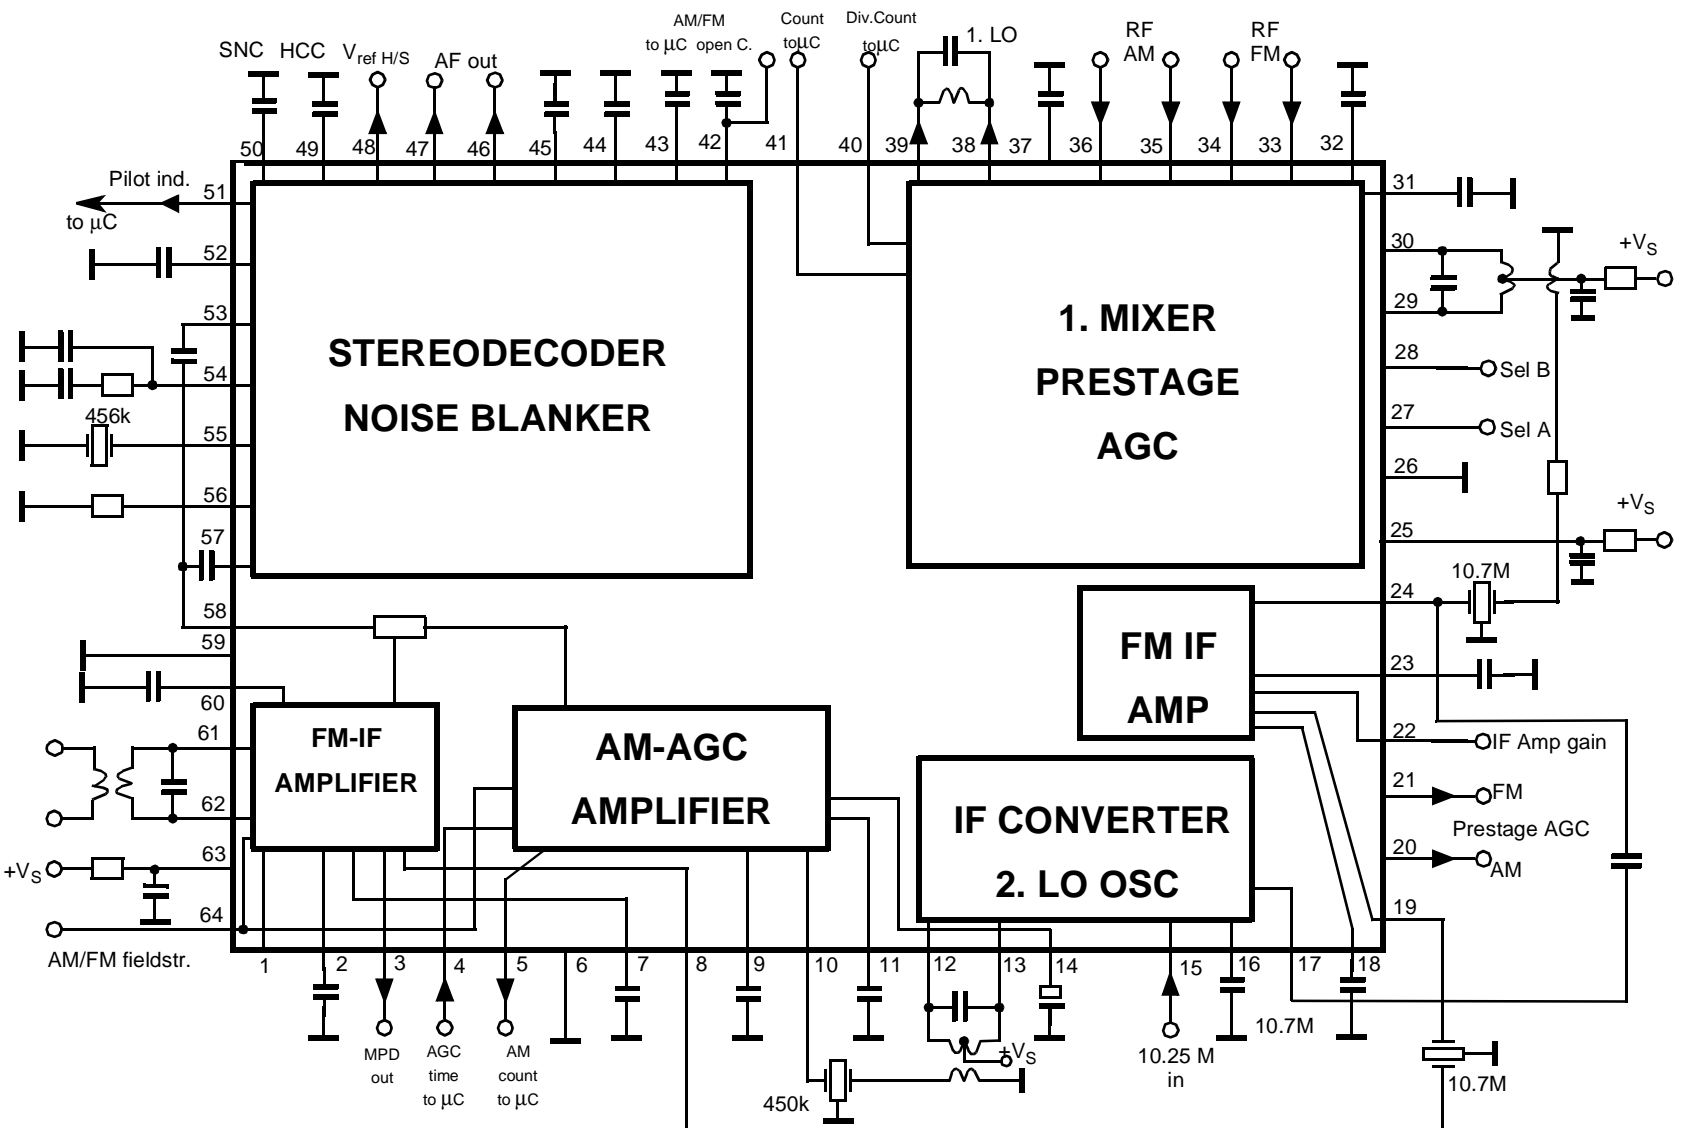 SNC HCC V_ref H/S AF out
AM/FM
to μC open C.
Count
toμC
Div.Count
toμC
1. LO
RF
AM
RF
FM
50 49 48 47 46 45 44 43 42 41 40 39 38 37 36 35 34 33 32
Pilot ind.
to μC
51
52
53
54
456k
55
56
57
58
59
60
61
62
63
+V_S
64
AM/FM fieldstr.
STEREODECODER
NOISE BLANKER
1. MIXER
PRESTAGE
AGC
31
30
+V_S
29
28
Sel B
27
Sel A
26
+V_S
25
10.7M
24
23
22
IF Amp gain
21
FM
Prestage AGC
20
AM
19
FM IF
AMP
FM-IF
AMPLIFIER
AM-AGC
AMPLIFIER
IF CONVERTER
2. LO OSC
1 2 3 4 5 6 7 8 9 10 11 12 13 14 15 16 17 18
MPD
out
AGC
time
to μC
AM
count
to μC
450k
+V_S
10.25 M
in
10.7M
10.7M